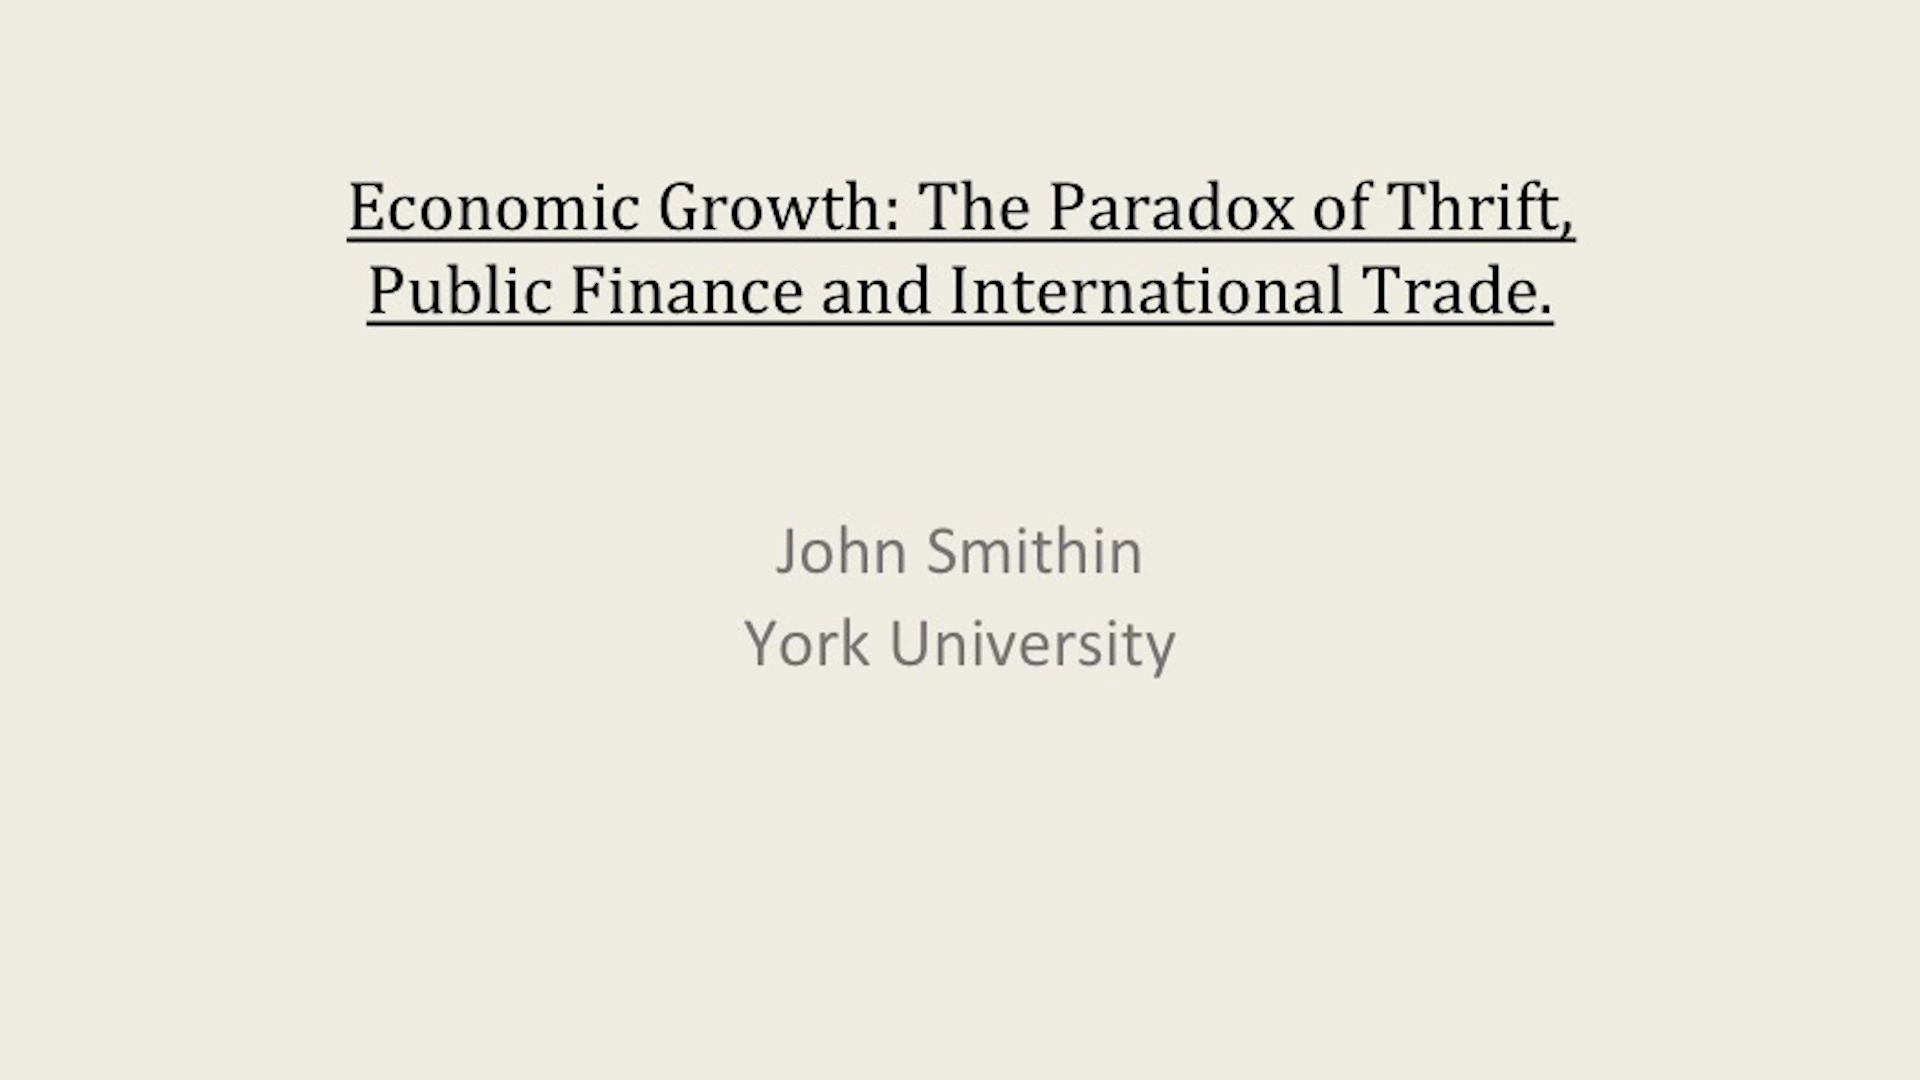 Economic Growth: The Paradox of Thrift,
Public Finance and International Trade.
John Smithin
York University